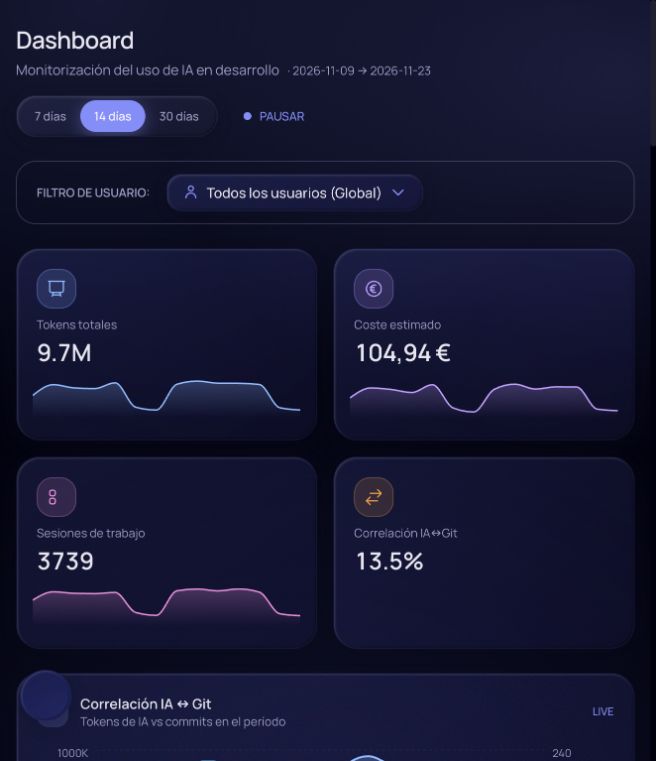 Dashboard
Monitorización del uso de IA en desarrollo · 2026-11-09 → 2026-11-23
7 días 14 días 30 días PAUSAR
FILTRO DE USUARIO: Todos los usuarios (Global)
Tokens totales
9.7M
Coste estimado
104,94 €
Sesiones de trabajo
3739
Correlación IA↔Git
13.5%
Correlación IA ↔ Git
Tokens de IA vs commits en el periodo
LIVE
1000K 240